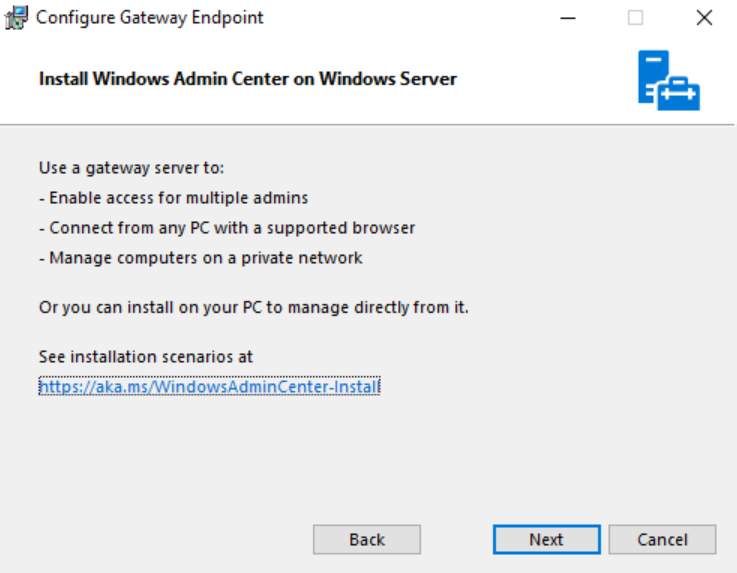 Configure Gateway Endpoint
Install Windows Admin Center on Windows Server
Use a gateway server to:
- Enable access for multiple admins
- Connect from any PC with a supported browser
- Manage computers on a private network
Or you can install on your PC to manage directly from it.
See installation scenarios at
https://aka.ms/WindowsAdminCenter-Install
Back Next Cancel